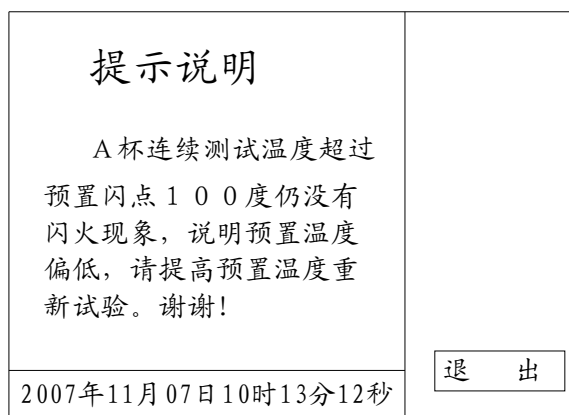 提示说明
A杯连续测试温度超过
预置闪点100度仍没有
闪火现象，说明预置温度
偏低，请提高预置温度重
新试验。谢谢！
2007年11月07日10时13分12秒
退 出